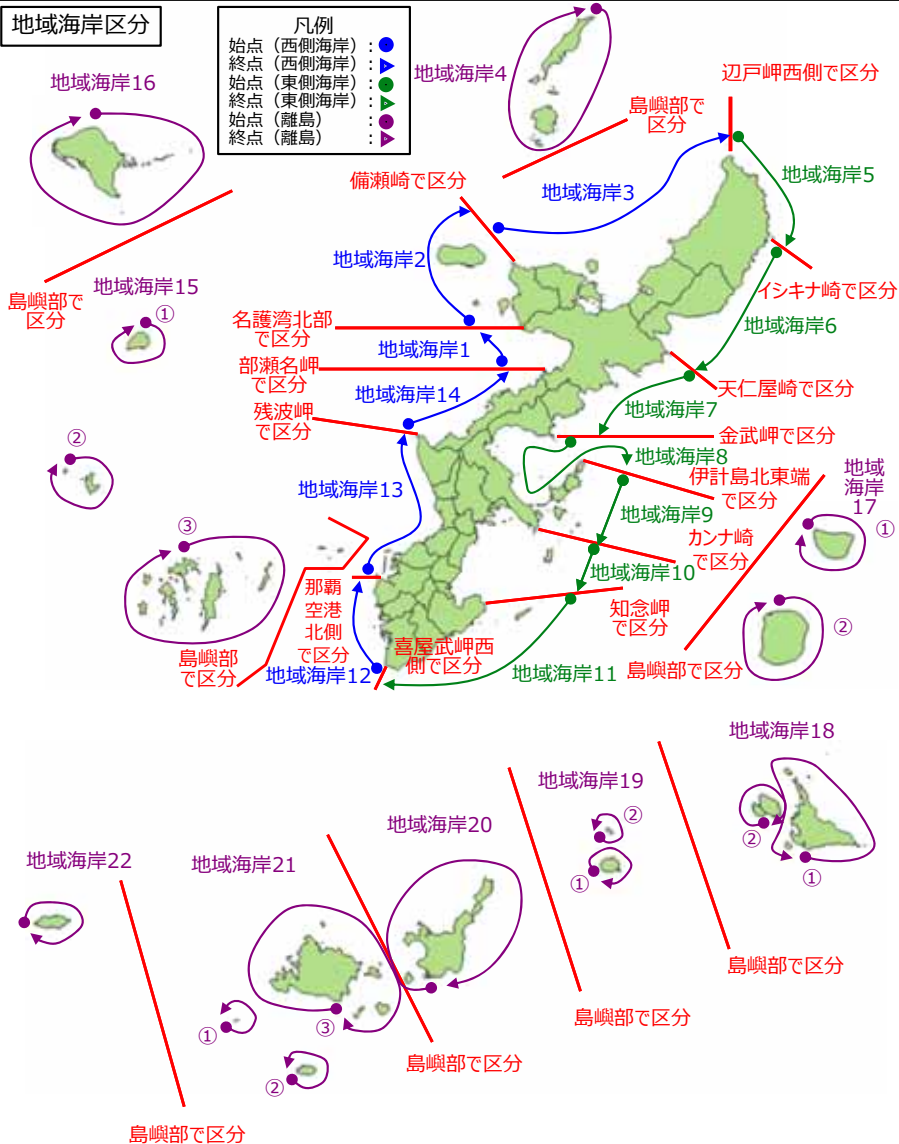 地域海岸区分
凡例
始点（西側海岸）：
終点（西側海岸）：
始点（東側海岸）：
終点（東側海岸）：
始点（離島）：
終点（離島）：
地域海岸16
地域海岸4
辺戸岬西側で区分
島嶼部で
区分
備瀬崎で区分
地域海岸3
地域海岸5
地域海岸2
地域海岸15
①
島嶼部で
区分
イシキナ崎で区分
名護湾北部
で区分
地域海岸6
地域海岸1
部瀬名岬
で区分
天仁屋崎で区分
地域海岸14
残波岬
で区分
地域海岸7
金武岬で区分
②
地域海岸8
伊計島北東端
で区分
地域
海岸
17
①
地域海岸13
地域海岸9
カンナ崎
で区分
③
地域海岸10
那覇
空港
北側
で区分
知念岬
で区分
②
島嶼部
で区分
喜屋武岬西
側で区分
島嶼部で区分
地域海岸12
地域海岸11
地域海岸18
地域海岸19
②
①
②
①
地域海岸20
地域海岸21
地域海岸22
島嶼部で区分
島嶼部で区分
①
③
②
島嶼部で区分
島嶼部で区分